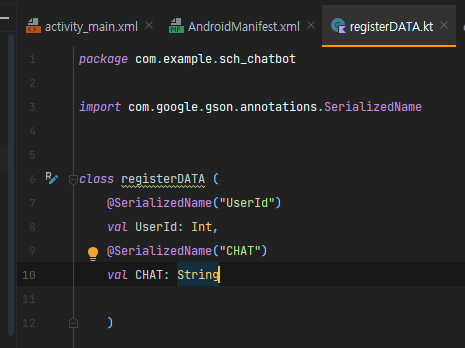 activity_main.xml AndroidManifest.xml registerDATA.kt
1 package com.example.sch_chatbot
2
3 import com.google.gson.annotations.SerializedName
4
5
6 class registerDATA (
7 @SerializedName("UserId")
8 val UserId: Int,
9 @SerializedName("CHAT")
10 val CHAT: String
11
12 )